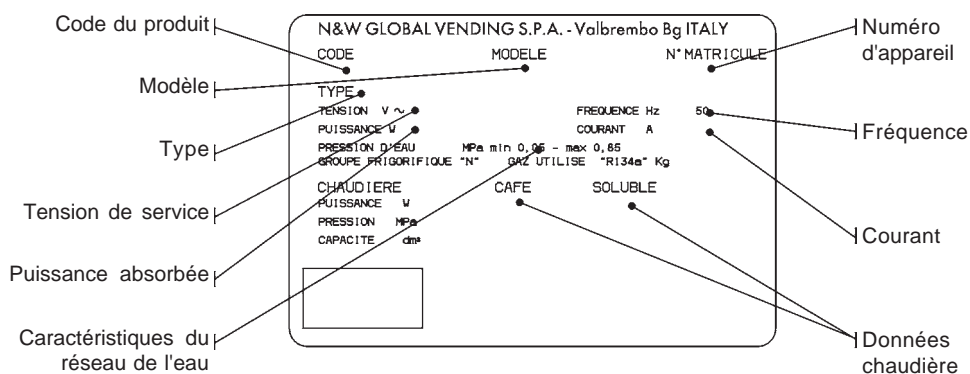 Code du produit
Modèle
Type
Tension de service
Puissance absorbée
Caractéristiques du
réseau de l'eau
N&W GLOBAL VENDING S.P.A. - Valbrembo Bg ITALY
CODE MODELE N° MATRICULE
TYPE
TENSION V ~ FREQUENCE Hz 50
PUISSANCE W COURANT A
PRESSION D'EAU MPa min 0,05 - max 0,85
GROUPE FRIGORIFIQUE "N" GAZ UTILISE "R134a" Kg
CHAUDIERE CAFE SOLUBLE
PUISSANCE W
PRESSION MPa
CAPACITE dm³
Numéro
d'appareil
Fréquence
Courant
Données
chaudière